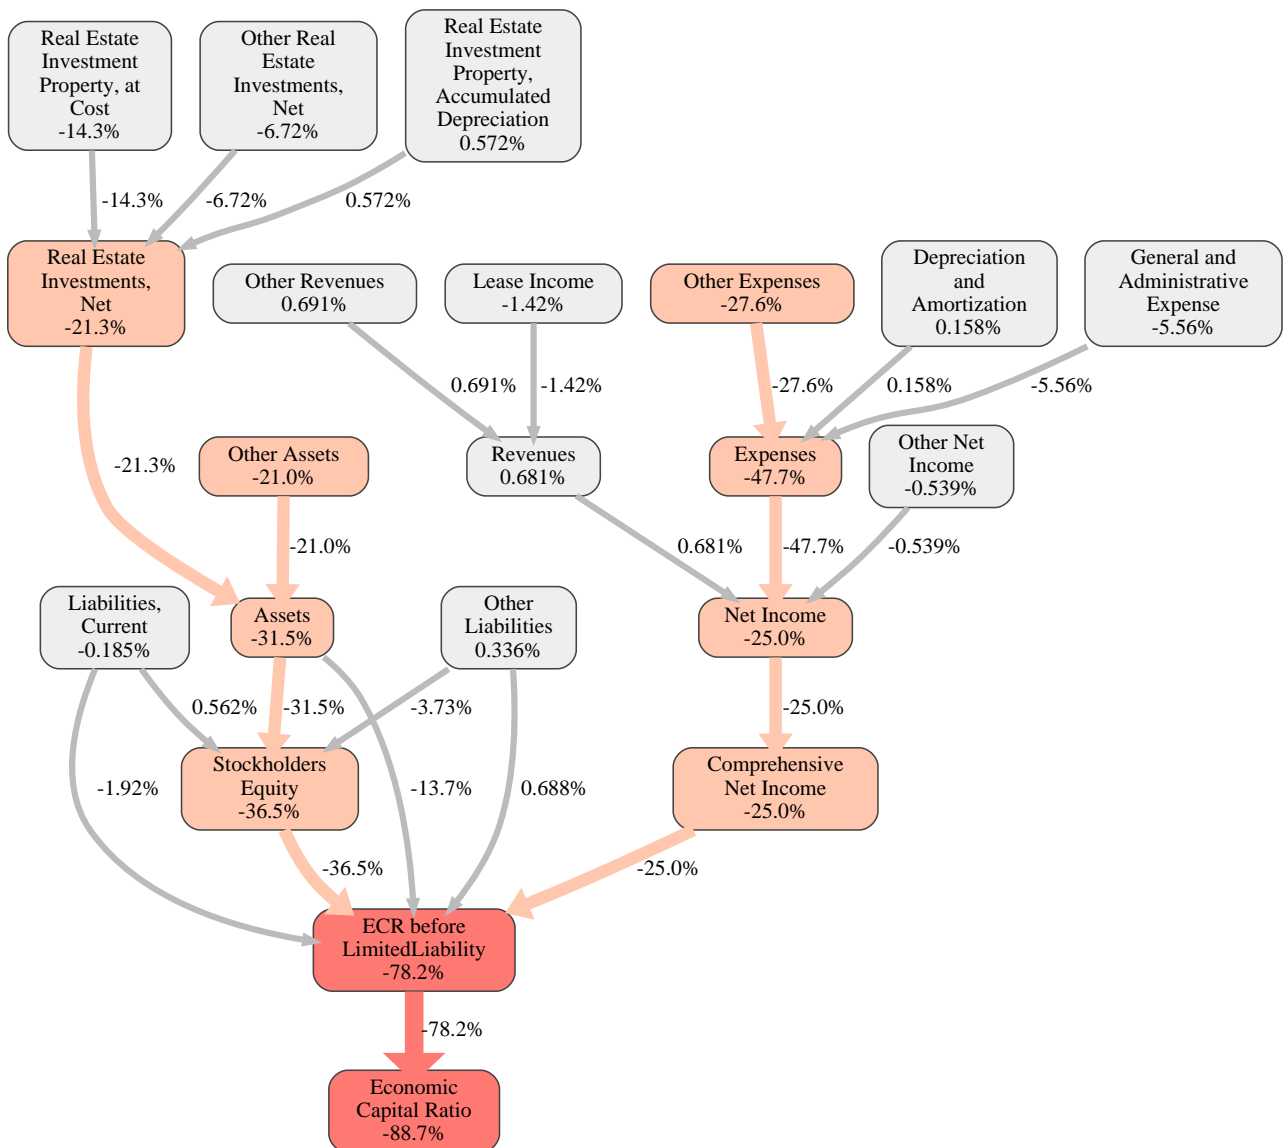 Real Estate
Investment
Property, at
Cost
-14.3%
Other Real
Estate
Investments,
Net
-6.72%
Real Estate
Investment
Property,
Accumulated
Depreciation
0.572%
-14.3%
-6.72%
0.572%
Real Estate
Investments,
Net
-21.3%
Other Revenues
0.691%
Lease Income
-1.42%
Other Expenses
-27.6%
Depreciation
and
Amortization
0.158%
General and
Administrative
Expense
-5.56%
0.691%
-1.42%
-27.6%
0.158%
-5.56%
-21.3%
Other Assets
-21.0%
Revenues
0.681%
Expenses
-47.7%
Other Net
Income
-0.539%
-21.0%
0.681%
-47.7%
-0.539%
Liabilities,
Current
-0.185%
Assets
-31.5%
Other
Liabilities
0.336%
Net Income
-25.0%
0.562%
-31.5%
-3.73%
-25.0%
-1.92%
Stockholders
Equity
-36.5%
-13.7%
0.688%
Comprehensive
Net Income
-25.0%
-36.5%
-25.0%
ECR before
LimitedLiability
-78.2%
-78.2%
Economic
Capital Ratio
-88.7%